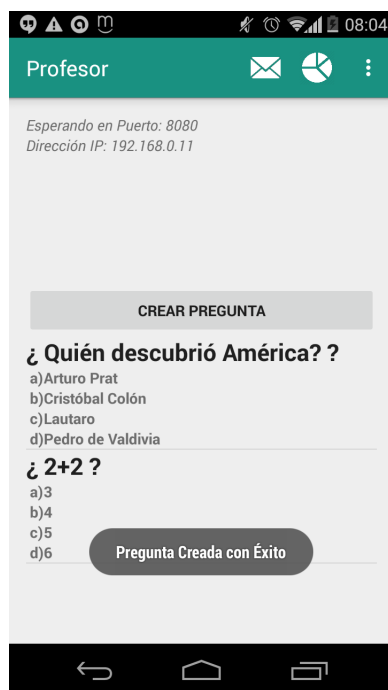 08:04
Profesor
Esperando en Puerto: 8080
Dirección IP: 192.168.0.11
CREAR PREGUNTA
¿ Quién descubrió América? ?
a)Arturo Prat
b)Cristóbal Colón
c)Lautaro
d)Pedro de Valdivia
¿ 2+2 ?
a)3
b)4
c)5
d)6
Pregunta Creada con Éxito